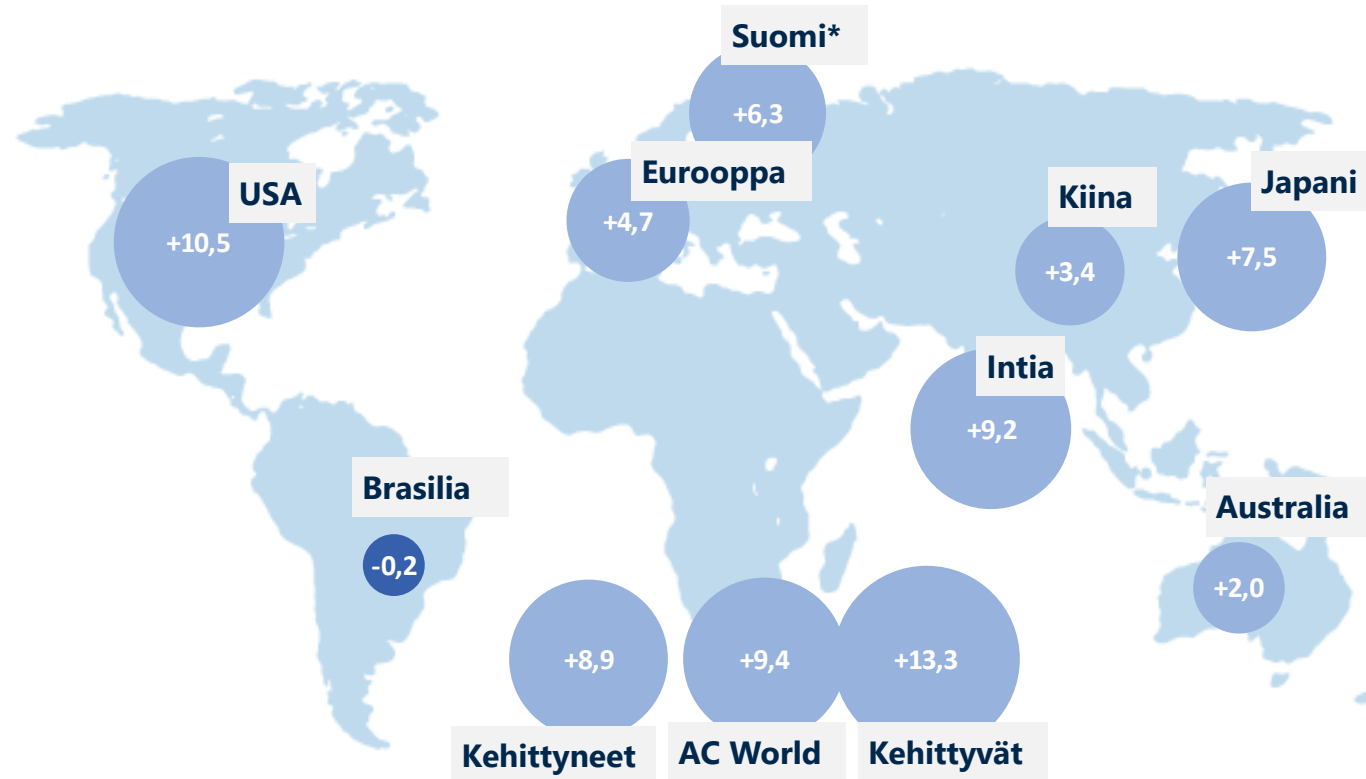 Suomi*
+6,3
Eurooppa
+4,7
USA
+10,5
Kiina
+3,4
Japani
+7,5
Intia
+9,2
Brasilia
-0,2
Australia
+2,0
+8,9
Kehittyneet
+9,4
AC World
+13,3
Kehittyvät